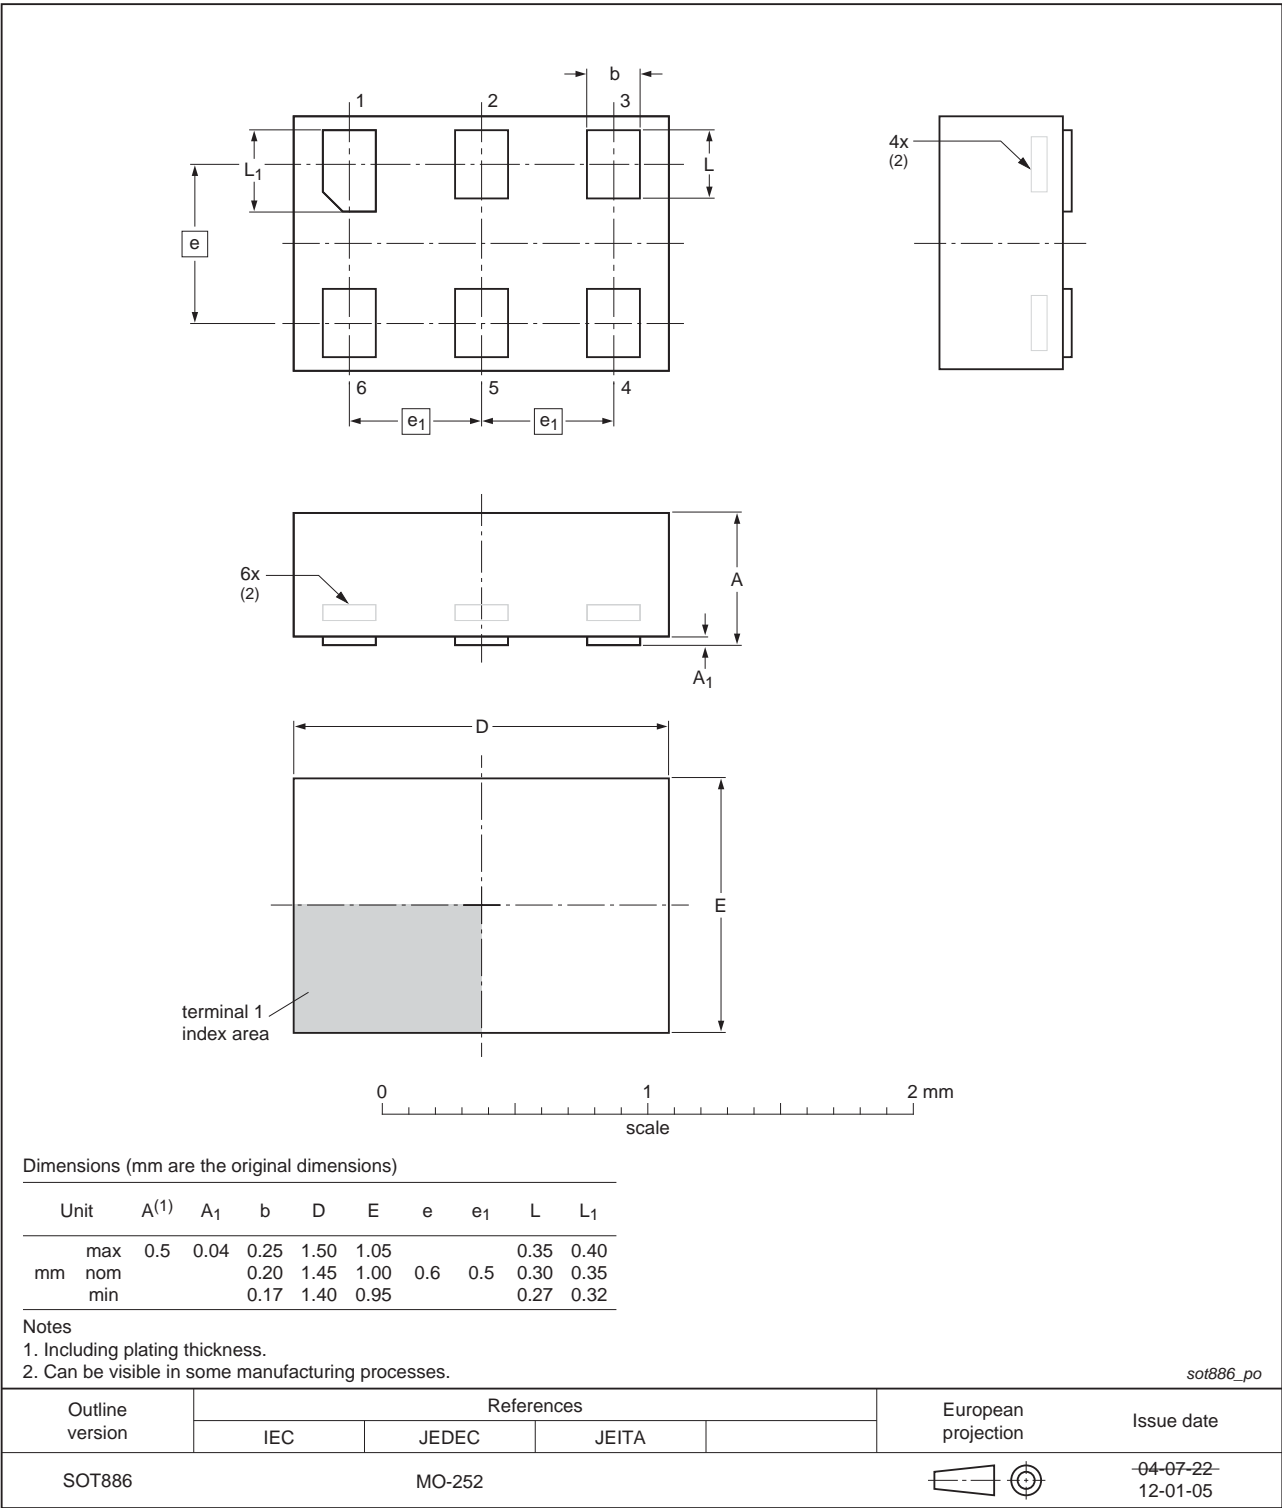 b
1 2 3
4x
(2)
L1
L
e
6 5 4
e1 e1
6x
(2)
A
A1
D
E
terminal 1
index area
0 1 2 mm
scale
Dimensions (mm are the original dimensions)
Unit A(1) A1 b D E e e1 L L1
max 0.5 0.04 0.25 1.50 1.05 0.35 0.40
mm nom 0.20 1.45 1.00 0.6 0.5 0.30 0.35
min 0.17 1.40 0.95 0.27 0.32
Notes
1. Including plating thickness.
2. Can be visible in some manufacturing processes.
sot886_po
Outline version References European projection Issue date
IEC JEDEC JEITA
SOT886 MO-252 04-07-22
12-01-05